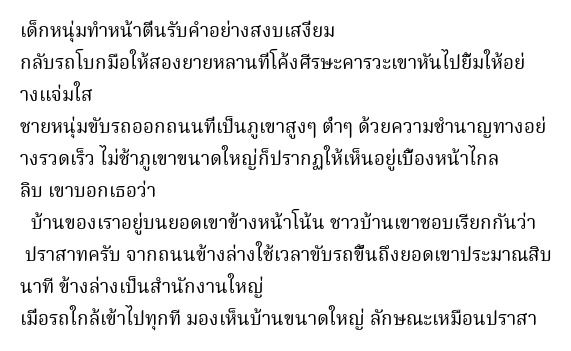 เด็กหนุ่มทำหน้าตื่นรับคำอย่างสงบเสงี่ยม
กลับรถโบกมือให้สองยายหลานที่โค้งศีรษะคารวะเขาหันไปยิ้มให้อย่
างแจ่มใส
ชายหนุ่มขับรถออกถนนที่เป็นภูเขาสูงๆ ต่ำๆ ด้วยความชำนาญทางอย่
างรวดเร็ว ไม่ช้าภูเขาขนาดใหญ่ก็ปรากฏให้เห็นอยู่เบื้องหน้าไกล
ลิบ เขาบอกเธอว่า
บ้านของเราอยู่บนยอดเขาข้างหน้าโน้น ชาวบ้านเขาชอบเรียกกันว่า
ปราสาทครับ จากถนนข้างล่างใช้เวลาขับรถขึ้นถึงยอดเขาประมาณสิบ
นาที ข้างล่างเป็นสำนักงานใหญ่
เมื่อรถใกล้เข้าไปทุกที มองเห็นบ้านขนาดใหญ่ ลักษณะเหมือนปราสา